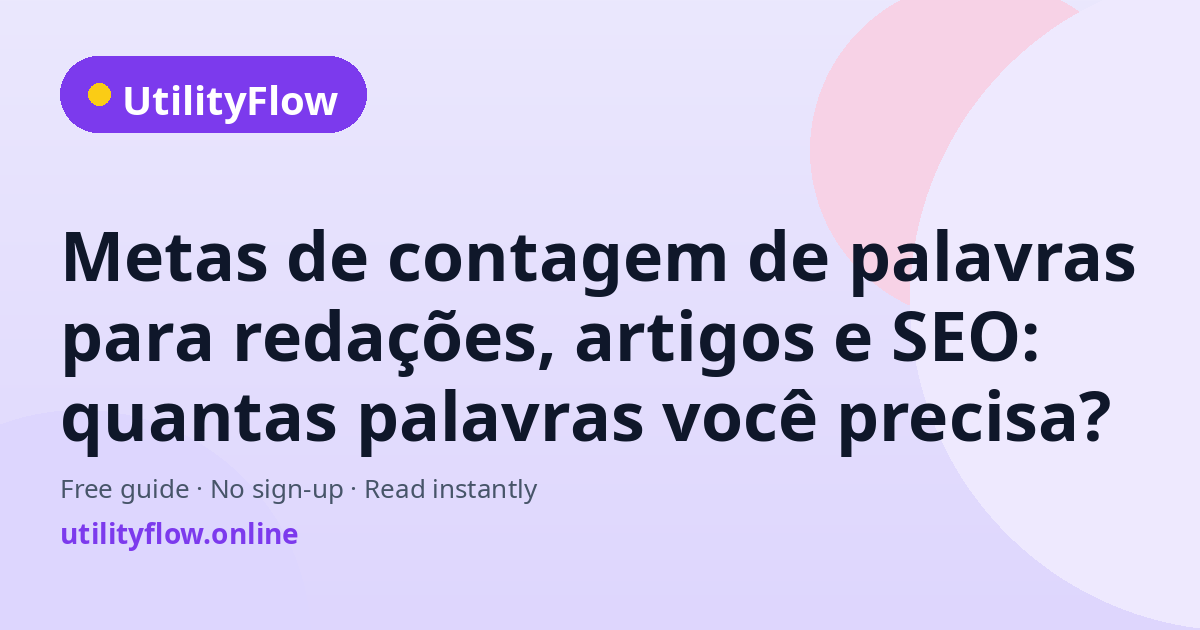 UtilityFlow
Metas de contagem de palavras
para redações, artigos e SEO:
quantas palavras você precisa?
Free guide · No sign-up · Read instantly
utilityflow.online